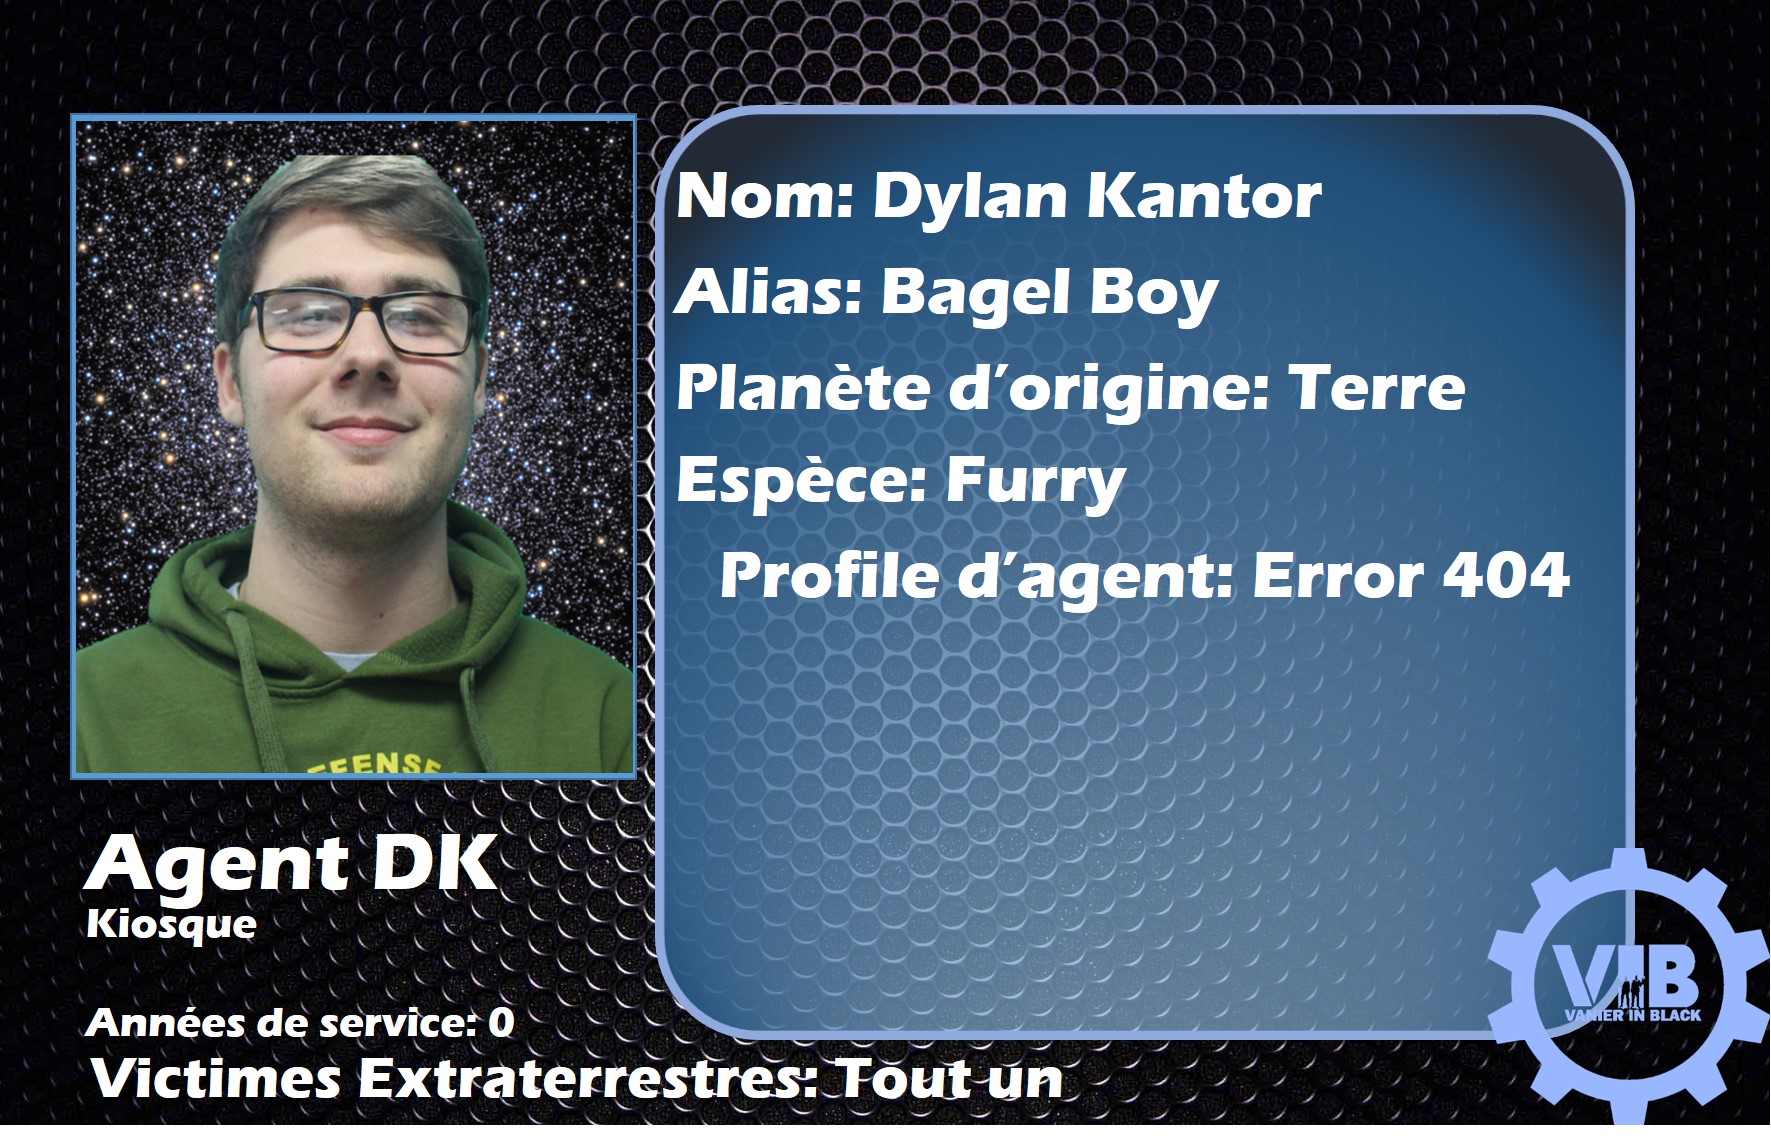 Nom: Dylan Kantor
Alias: Bagel Boy
Planète d'origine: Terre
Espèce: Furry
Profile d'agent: Error 404
EFENSE
Agent DK
Kiosque
Années de service: 0
Victimes Extraterrestres: Tout un
VIB
VANIER IN BLACK